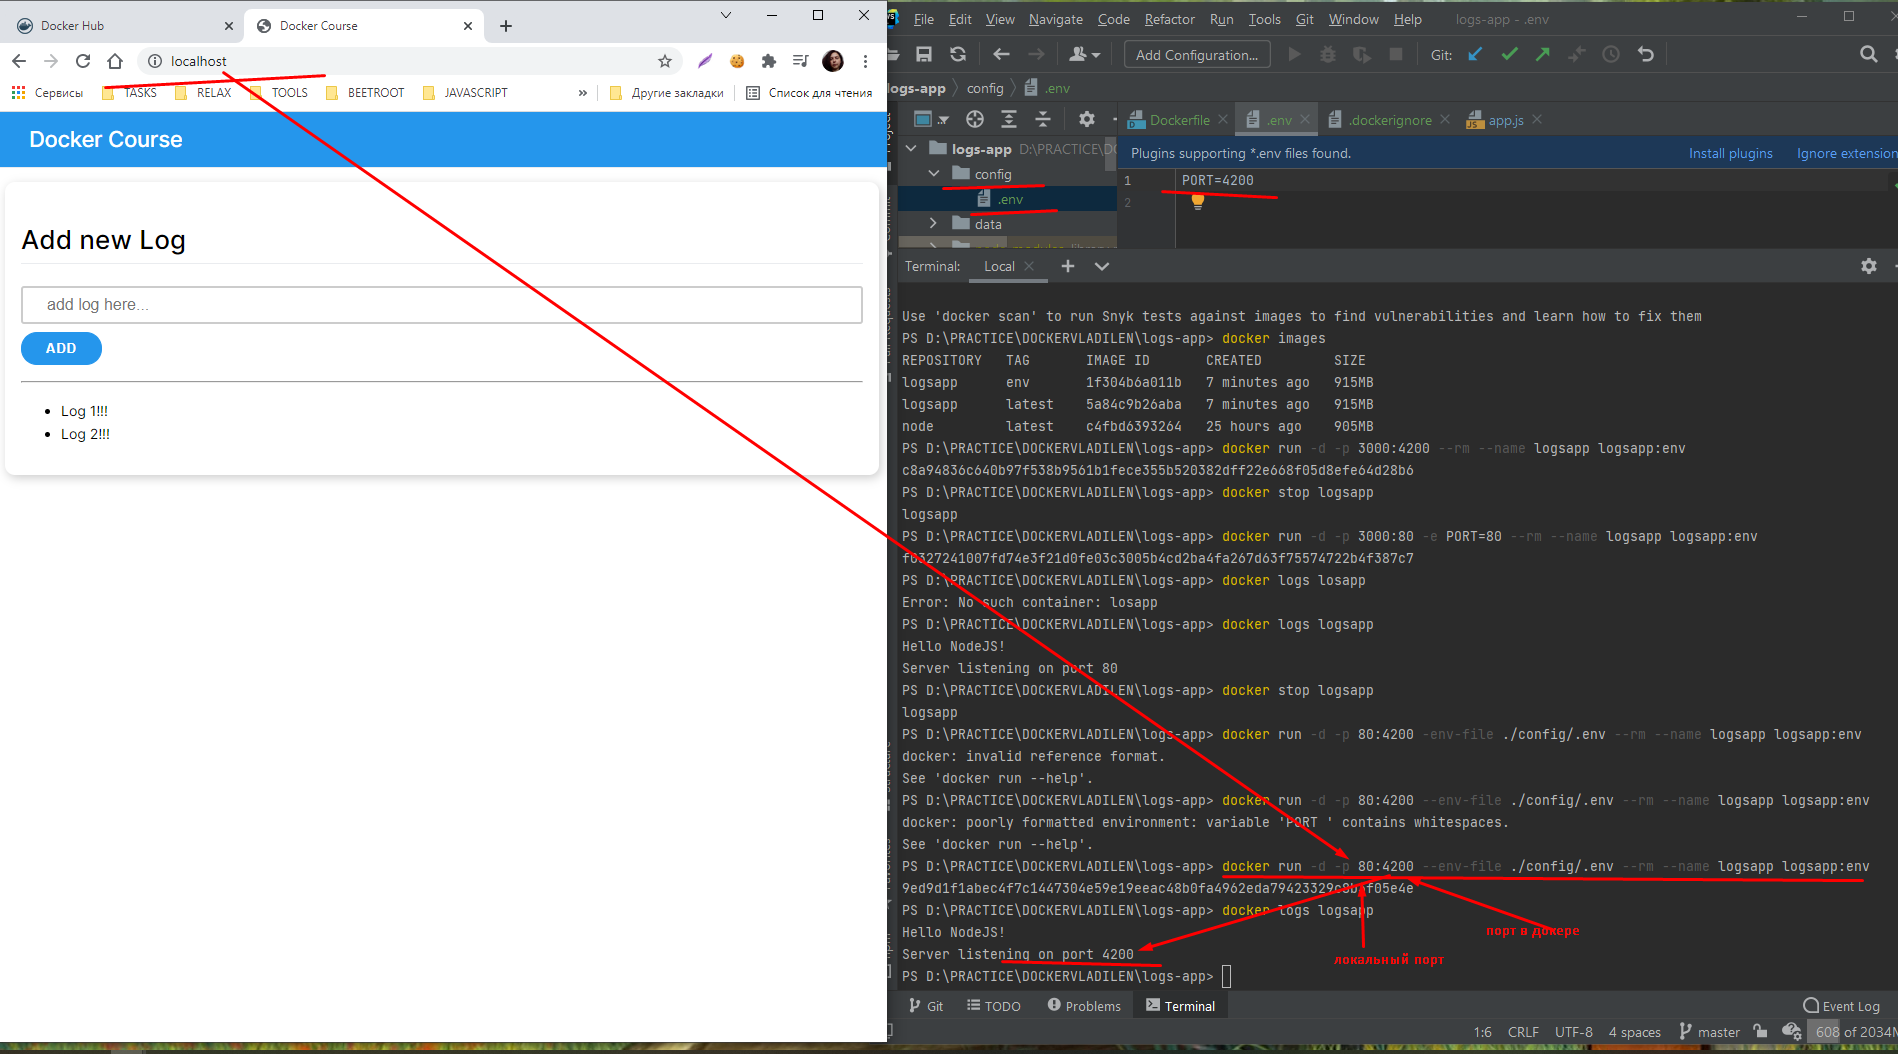 Docker Hub
Docker Course
localhost
Сервисы
TASKS
RELAX
TOOLS
BEETROOT
JAVASCRIPT
»
Другие закладки
Список для чтения
Docker Course
Add new Log
add log here...
ADD
Log 1!!!
Log 2!!!
File Edit View Navigate Code Refactor Run Tools Git Window Help logs-app - .env
Add Configuration... Git:
logs-app config .env
Dockerfile .env .dockerignore app.js
logs-app D:\PRACTICE\DO
config
.env
data
Plugins supporting *.env files found. Install plugins Ignore extension
1 PORT=4200
2
Terminal: Local
Use 'docker scan' to run Snyk tests against images to find vulnerabilities and learn how to fix them
PS D:\PRACTICE\DOCKERVLADILEN\logs-app> docker images
REPOSITORY TAG IMAGE ID CREATED SIZE
logsapp env 1f304b6a011b 7 minutes ago 915MB
logsapp latest 5a84c9b26aba 7 minutes ago 915MB
node latest c4fbd6393264 25 hours ago 905MB
PS D:\PRACTICE\DOCKERVLADILEN\logs-app> docker run -d -p 3000:4200 --rm --name logsapp logsapp:env
c8a94836c640b97f538b9561b1fece355b520382dff22e668f05d8efe64d28b6
PS D:\PRACTICE\DOCKERVLADILEN\logs-app> docker stop logsapp
logsapp
PS D:\PRACTICE\DOCKERVLADILEN\logs-app> docker run -d -p 3000:80 -e PORT=80 --rm --name logsapp logsapp:env
f0327241007fd74e3f21d0fe03c3005b4cd2ba4fa267d63f75574722b4f387c7
PS D:\PRACTICE\DOCKERVLADILEN\logs-app> docker logs losapp
Error: No such container: losapp
PS D:\PRACTICE\DOCKERVLADILEN\logs-app> docker logs logsapp
Hello NodeJS!
Server listening on port 80
PS D:\PRACTICE\DOCKERVLADILEN\logs-app> docker stop logsapp
logsapp
PS D:\PRACTICE\DOCKERVLADILEN\logs-app> docker run -d -p 80:4200 -env-file ./config/.env --rm --name logsapp logsapp:env
docker: invalid reference format.
See 'docker run --help'.
PS D:\PRACTICE\DOCKERVLADILEN\logs-app> docker run -d -p 80:4200 --env-file ./config/.env --rm --name logsapp logsapp:env
docker: poorly formatted environment: variable 'PORT ' contains whitespaces.
See 'docker run --help'.
PS D:\PRACTICE\DOCKERVLADILEN\logs-app> docker run -d -p 80:4200 --env-file ./config/.env --rm --name logsapp logsapp:env
PS D:\PRACTICE\DOCKERVLADILEN\logs-app> docker logs logsapp
Hello NodeJS!
порт в докере
Server listening on port 4200
локальный порт
PS D:\PRACTICE\DOCKERVLADILEN\logs-app>
Git TODO Problems Terminal Event Log
1:6 CRLF UTF-8 4 spaces master 608 of 2034M